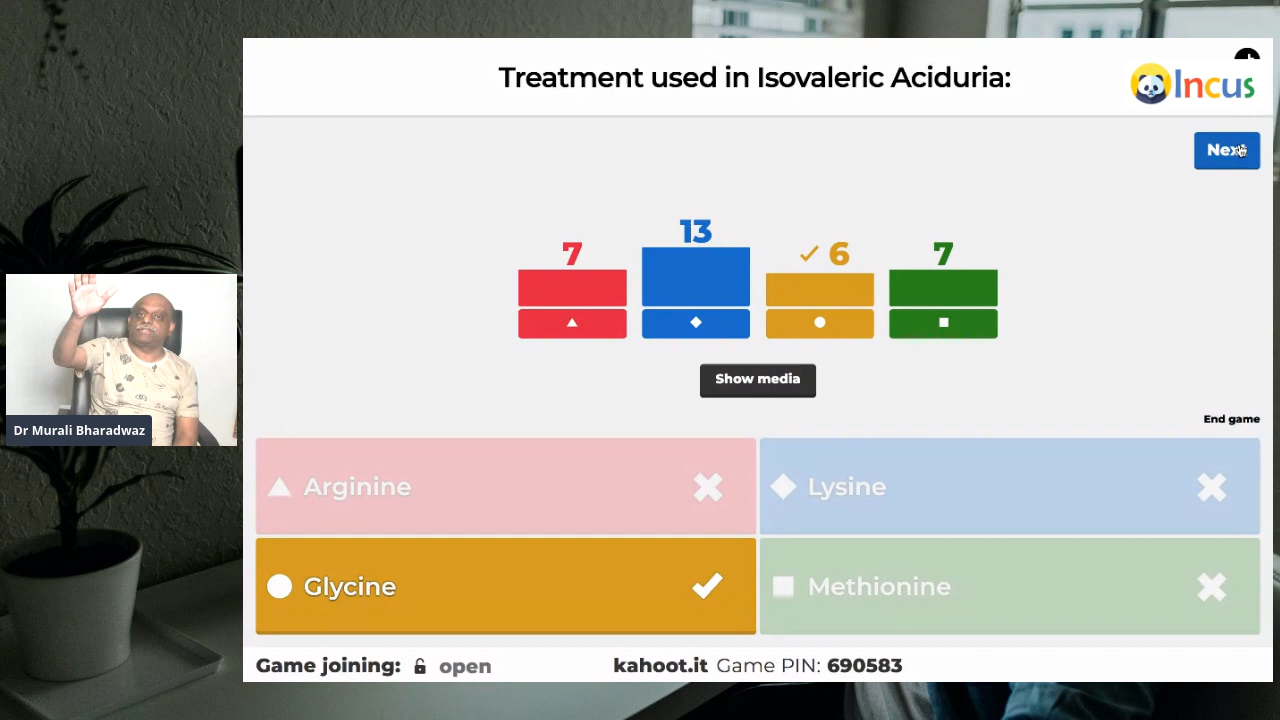 Treatment used in Isovaleric Aciduria:
Incus
Next
7
13
6
7
Show media
End game
Dr Murali Bharadwaz
Arginine
Lysine
Glycine
Methionine
Game joining: open
kahoot.it Game PIN: 690583